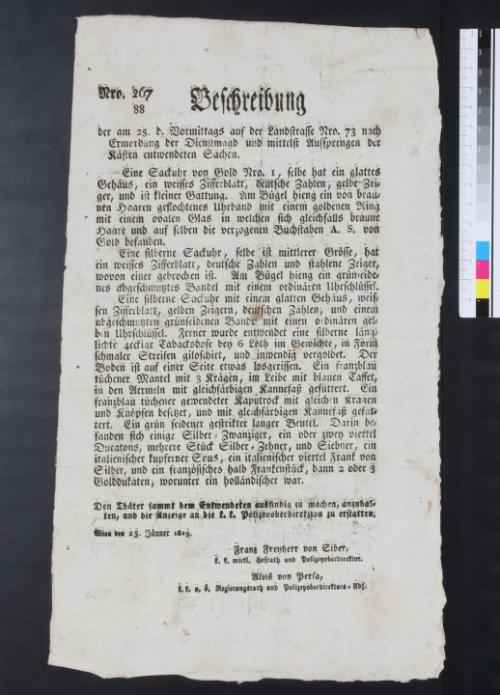 Nro. 267
88
Beschreibung
der am 25. d. Vormittags auf der Landstrasse Nro. 73 nach
Ermordung der Dienstmagd und mittelst Aufsprengen der
Kästen entwendeten Sachen.
Eine Sackuhr von Gold Nro. 1, selbe hat ein glattes
Gehäus, ein weisses Zifferblatt, deutsche Zahlen, gelbe Zei-
ger, und ist kleiner Gattung. Am Bügel hieng ein von brau-
nen Haaren geflochtenes Uhrband mit einem goldenen Ring
mit einem ovalen Glas in welchen sich gleichfalls braune
Haare und auf selben die verzogenen Buchstaben A. S. von
Gold befanden.
Eine silberne Sackuhr, selbe ist mittlerer Grösse, hat
ein weisses Zifferblatt, deutsche Zahlen, und stahlene Zeiger,
wovon einer gebrochen ist. Am Bügel hieng ein grünseide-
nes abgeschmutztes Bandel mit einem ordinären Uhrschlüssel.
Eine silberne Sackuhr mit einem glatten Gehäus, weis-
sen Zifferblatt, gelben Zeigern, deutschen Zahlen, und einem
abgeschmutzten grünseidenen Bande mit einen ordinären gel-
ben Uhrschlüssel. Ferner wurde entwendet eine silberne läng-
lichte 4eckige Tabacksdose bey 6 Loth im Gewichte, in Form
schmaler Streifen giloschirt, und inwendig vergoldet. Der
Boden ist auf einer Seite etwas losgerissen. Ein franzblau
tüchener Mantel mit 3 Krägen, im Leibe mit blauen Taffet,
in den Aermeln mit gleichfärbigen Kannefaß gefüttert. Ein
franzblau tüchener gewendeter Kaputrock mit gleichen Krägen
und Knöpfen besetzet, und mit gleichfärbigen Kannefaß gefüt-
tert. Ein grün seidener gestrikter langer Beutel. Darin be-
fanden sich einige Silber-Zwanziger, ein oder zwey viertel
Ducatons, mehrere Stück Silber-Zehner, und Siebner, ein
italienischer kupferner Sous, ein italienischer viertel Frank von
Silber, und ein französisches halb Frankenstück, dann 2 oder 3
Golddukaten, worunter ein holländischer war.
Den Thäter sammt dem Entwendeten ausfindig zu machen, anzuhal-
ten, und die Anzeige an die k. k. Polizeyoberdirektzion zu erstatten.
Wien den 25. Jänner
Franz Freyherr von Siber,
k. k. wirkl. Hofrath und Polizeyoberdirektor.
Alois von Persa,
k. k. n. ö. Regierungsrath und Polizeyoberdirektors-Adj.